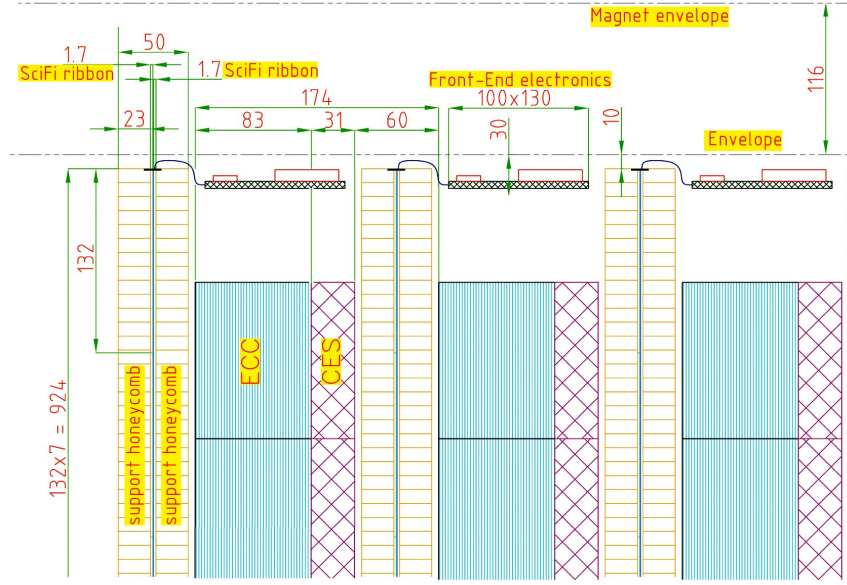 Magnet envelope
50
1.7
SciFi ribbon
1.7 SciFi ribbon
Front-End electronics
100x130
174
116
23
83
31
60
30
10
Envelope
132
ECC
CES
support honeycomb
support honeycomb
132x7 = 924